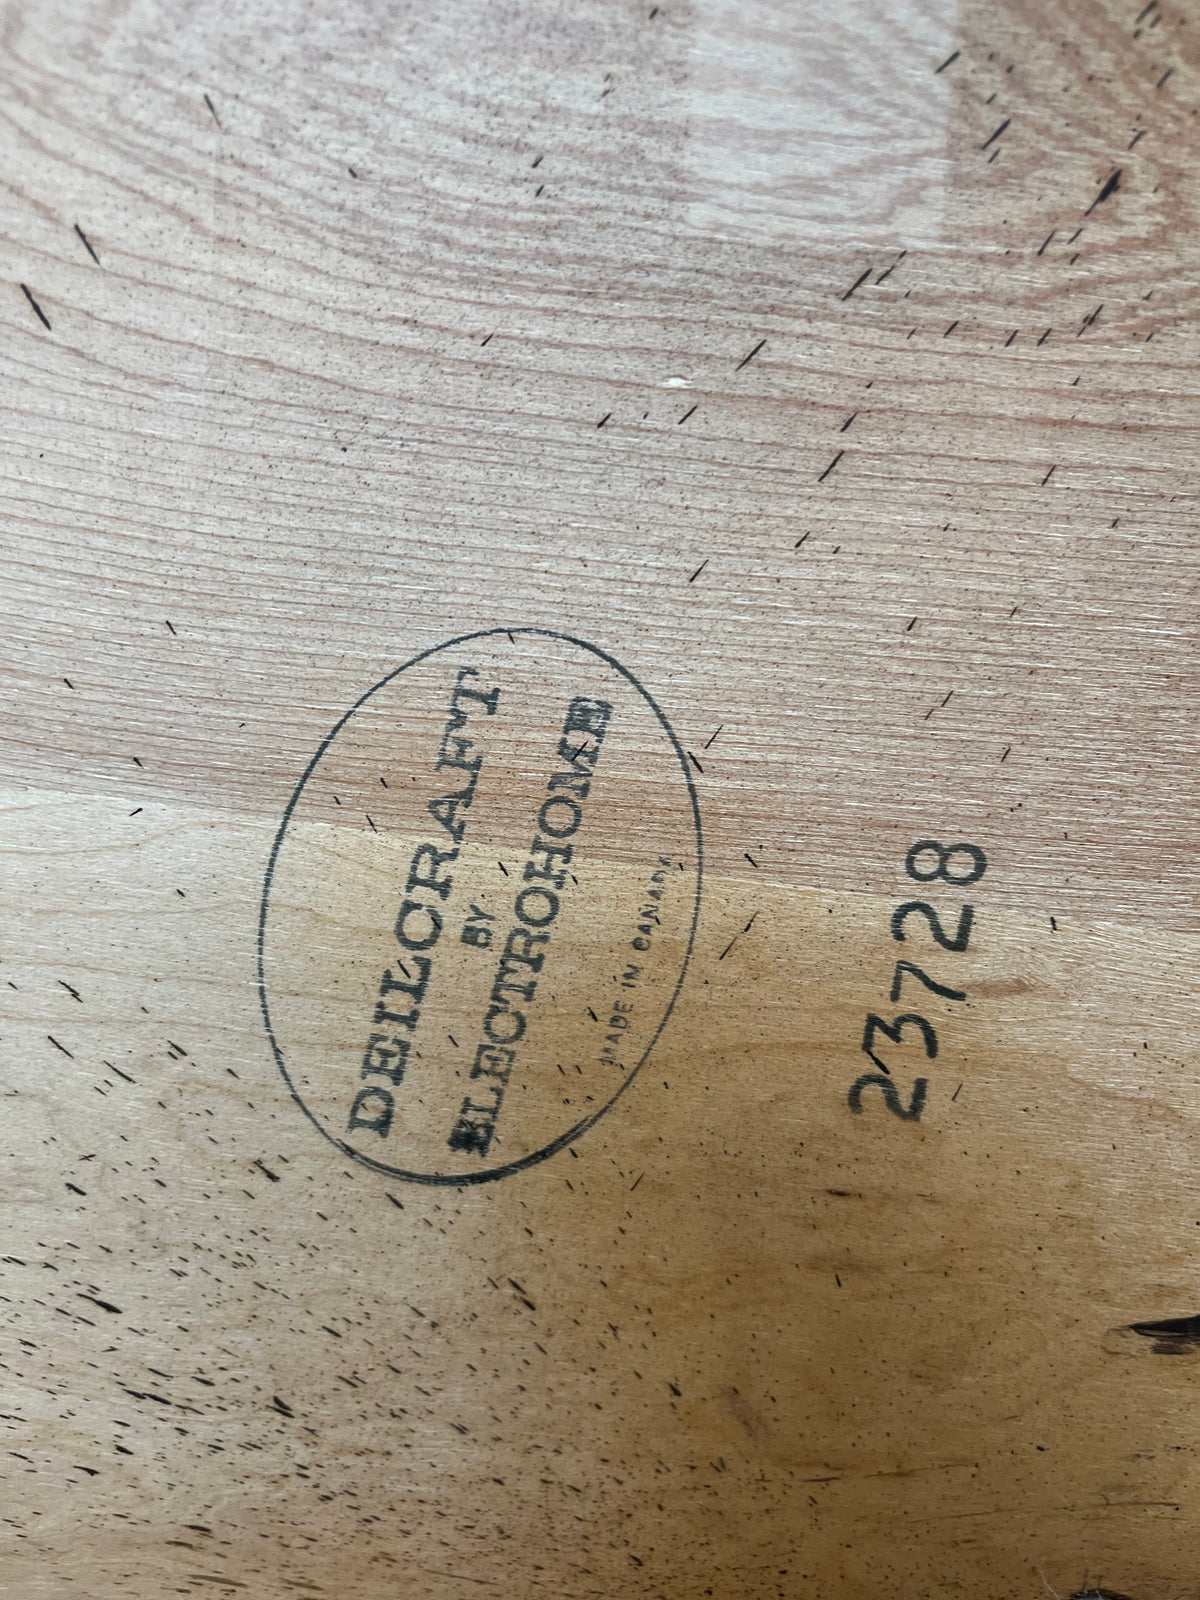 DEILCRAFT
BY
ELECTROHOME
MADE IN CANADA
23728